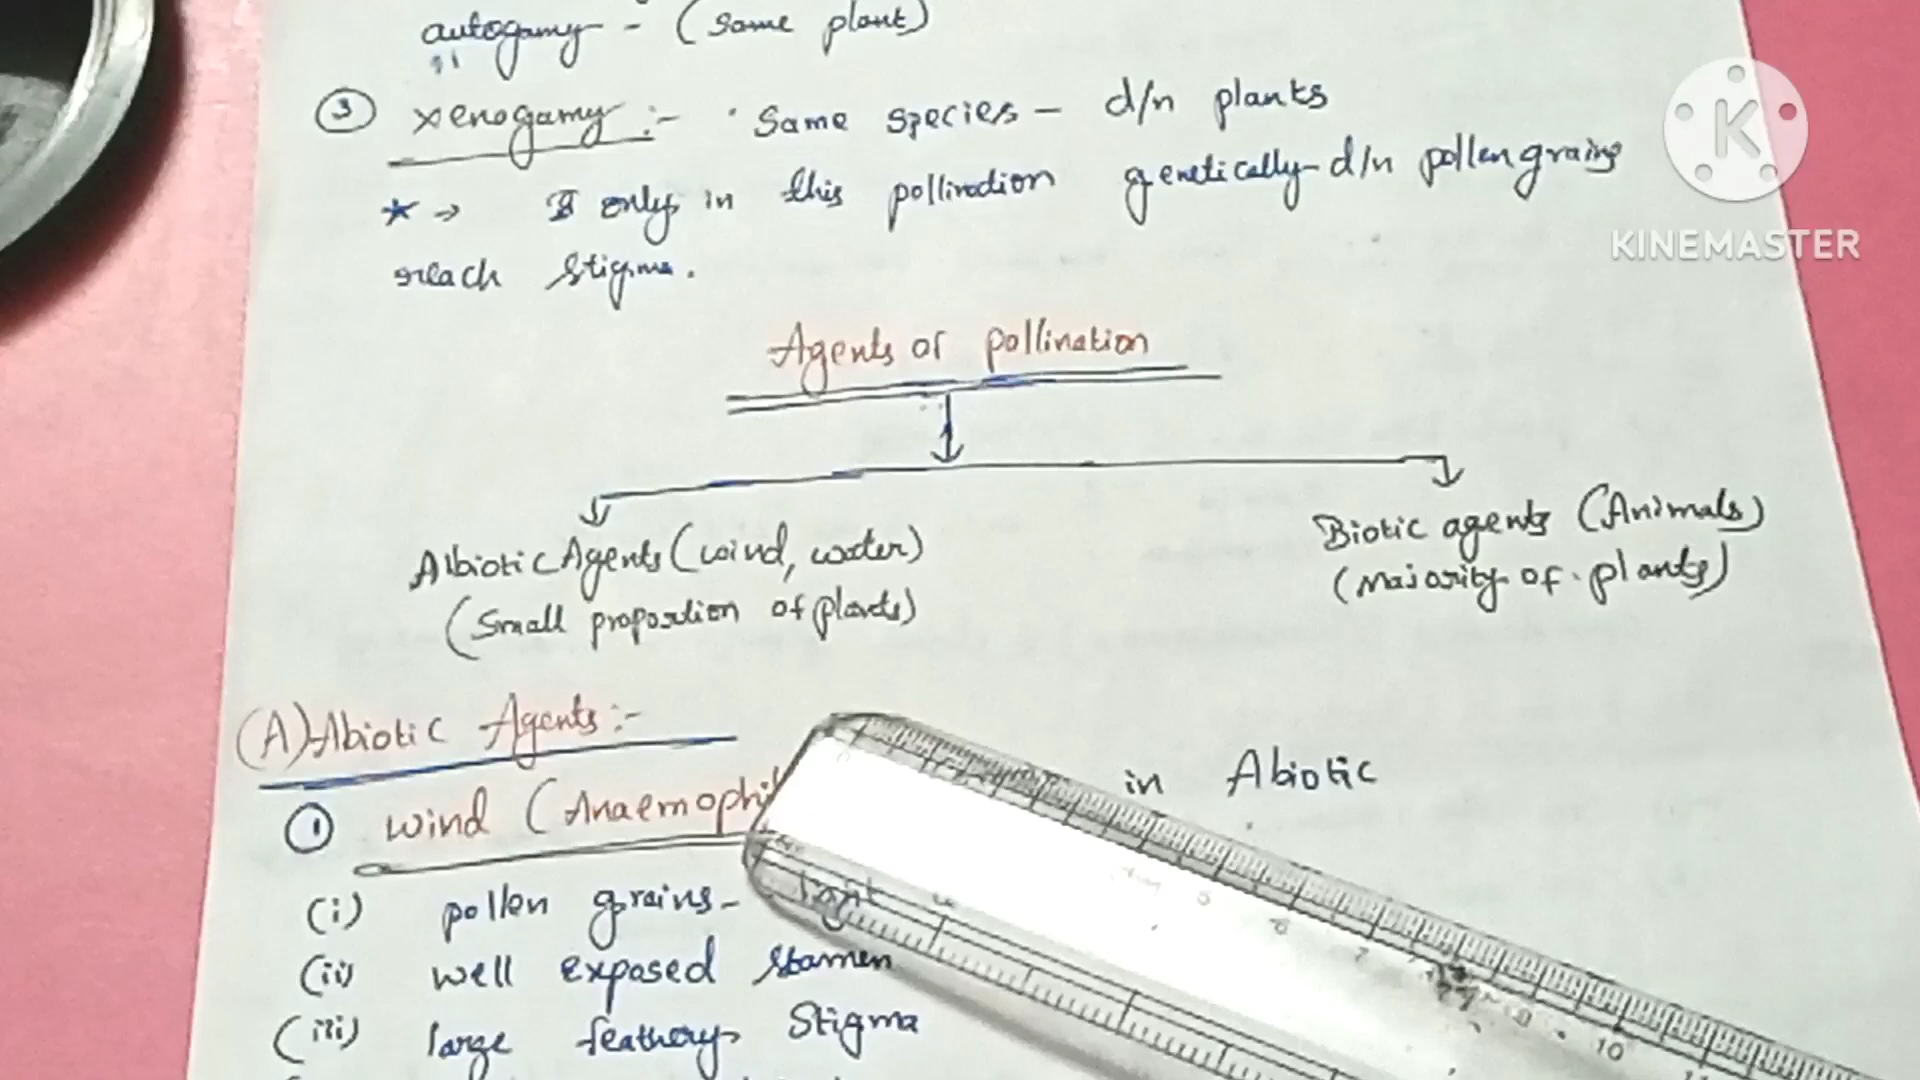 autogamy - (same plant)
③ xenogamy :- · Same species - d/n plants
* → only in this pollination genetically d/n pollengrains
reach stigma.
Agents of pollination
Abiotic Agents (wind, water)
(Small proportion of plants)
Biotic agents (Animals)
(Majority of plants)
(A) Abiotic Agents :-
① wind (Anaemophi
in Abiotic
(i) pollen grains - light
(ii) well exposed stamen
(iii) large feathery Stigma
KINEMASTER